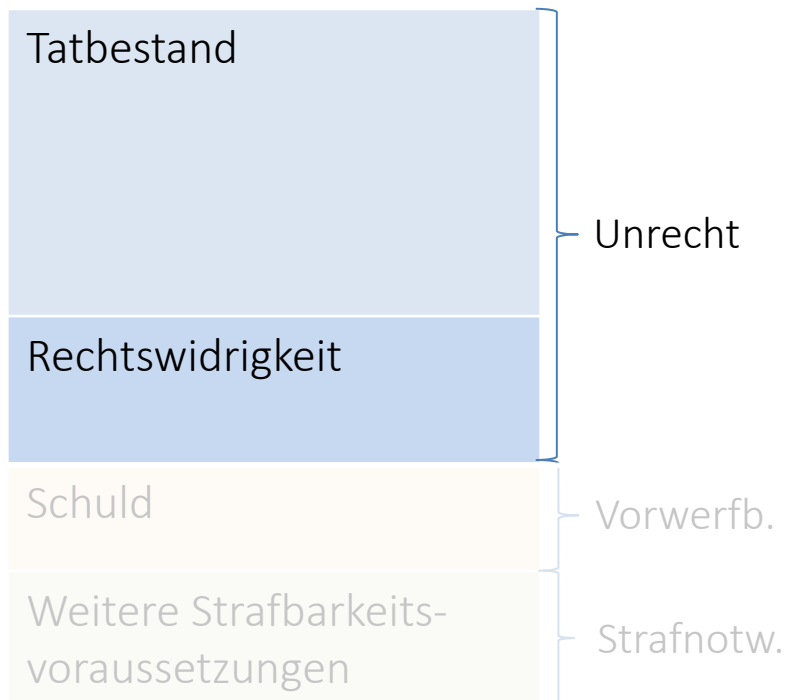 Tatbestand
Unrecht
Rechtswidrigkeit
Schuld
Vorwerfb.
Weitere Strafbarkeits-
voraussetzungen
Strafnotw.